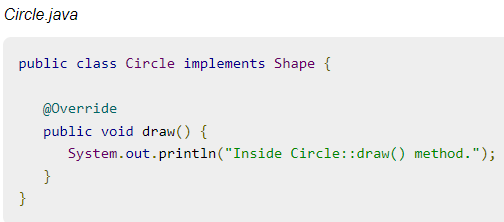 Circle.java
public class Circle implements Shape {
@Override
public void draw() {
System.out.println("Inside Circle::draw() method.");
}
}